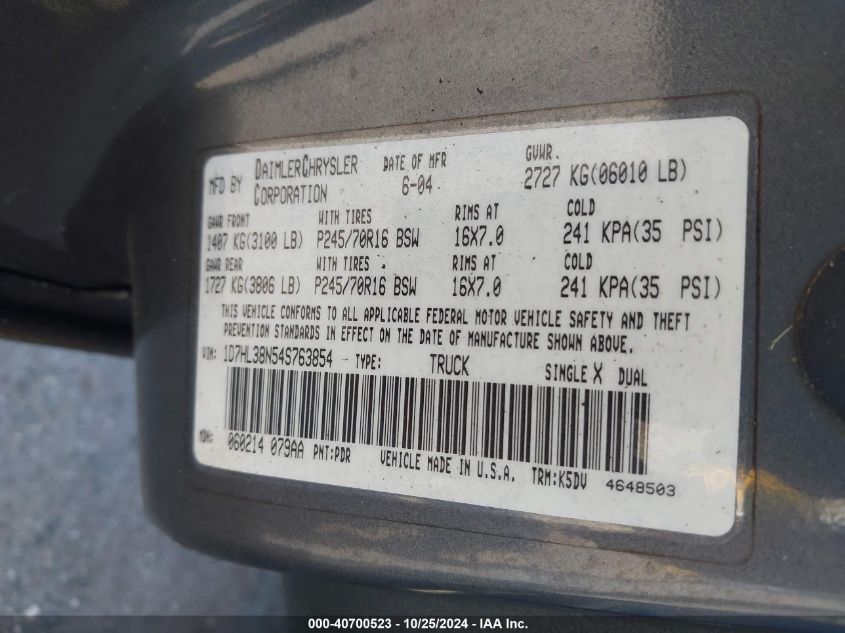 MFD BY DAIMLERCHRYSLER CORPORATION DATE OF MFR 6-04 GVWR. 2727 KG(06010 LB)
GAWR FRONT WITH TIRES RIMS AT COLD
1407 KG(3100 LB) P245/70R16 BSW 16X7.0 241 KPA(35 PSI)
GAWR REAR WITH TIRES RIMS AT COLD
1727 KG(3806 LB) P245/70R16 BSW 16X7.0 241 KPA(35 PSI)
THIS VEHICLE CONFORMS TO ALL APPLICABLE FEDERAL MOTOR VEHICLE SAFETY AND THEFT
PREVENTION STANDARDS IN EFFECT ON THE DATE OF MANUFACTURE SHOWN ABOVE.
VIN: 1D7HL38N54S763854 TYPE: TRUCK SINGLE X DUAL
MDH: 060214 079AA PNT:PDR VEHICLE MADE IN U.S.A. TRM:K5DV 4648503
000-40700523 - 10/25/2024 - IAA Inc.